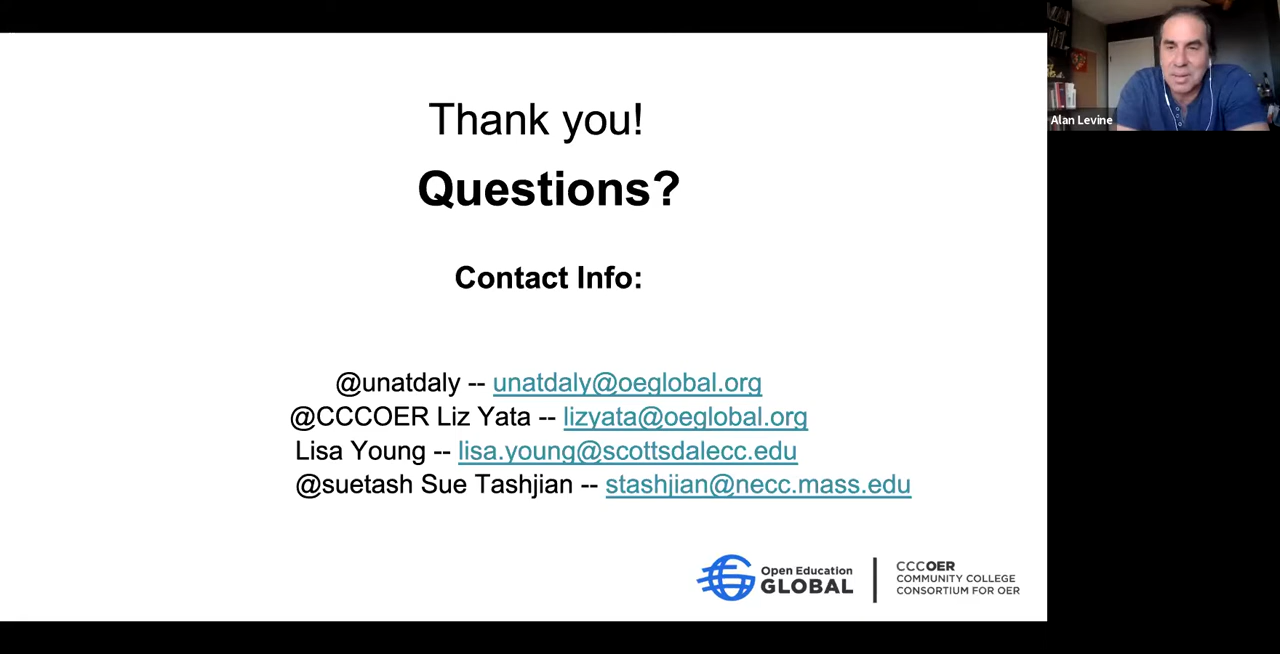 Thank you!
Questions?
Contact Info:
@unatdaly -- unatdaly@oeglobal.org
@CCCOER Liz Yata -- lizyata@oeglobal.org
Lisa Young -- lisa.young@scottsdalecc.edu
@suetash Sue Tashjian -- stashjian@necc.mass.edu
Open Education
GLOBAL
CCCOER
COMMUNITY COLLEGE
CONSORTIUM FOR OER
Alan Levine